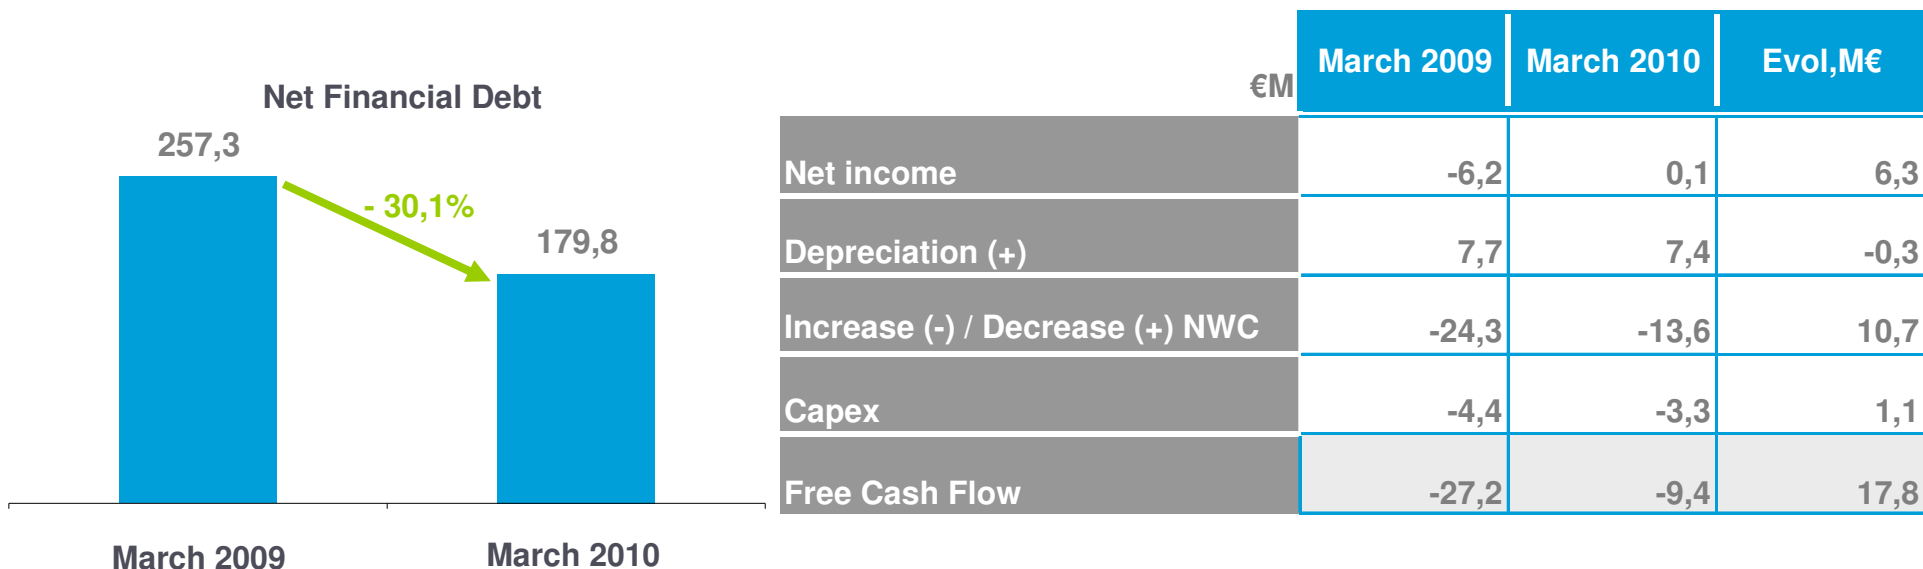 Net Financial Debt
257,3
- 30,1%
179,8
March 2009
March 2010
€M March 2009 March 2010 Evol,M€
Net income -6,2 0,1 6,3
Depreciation (+) 7,7 7,4 -0,3
Increase (-) / Decrease (+) NWC -24,3 -13,6 10,7
Capex -4,4 -3,3 1,1
Free Cash Flow -27,2 -9,4 17,8